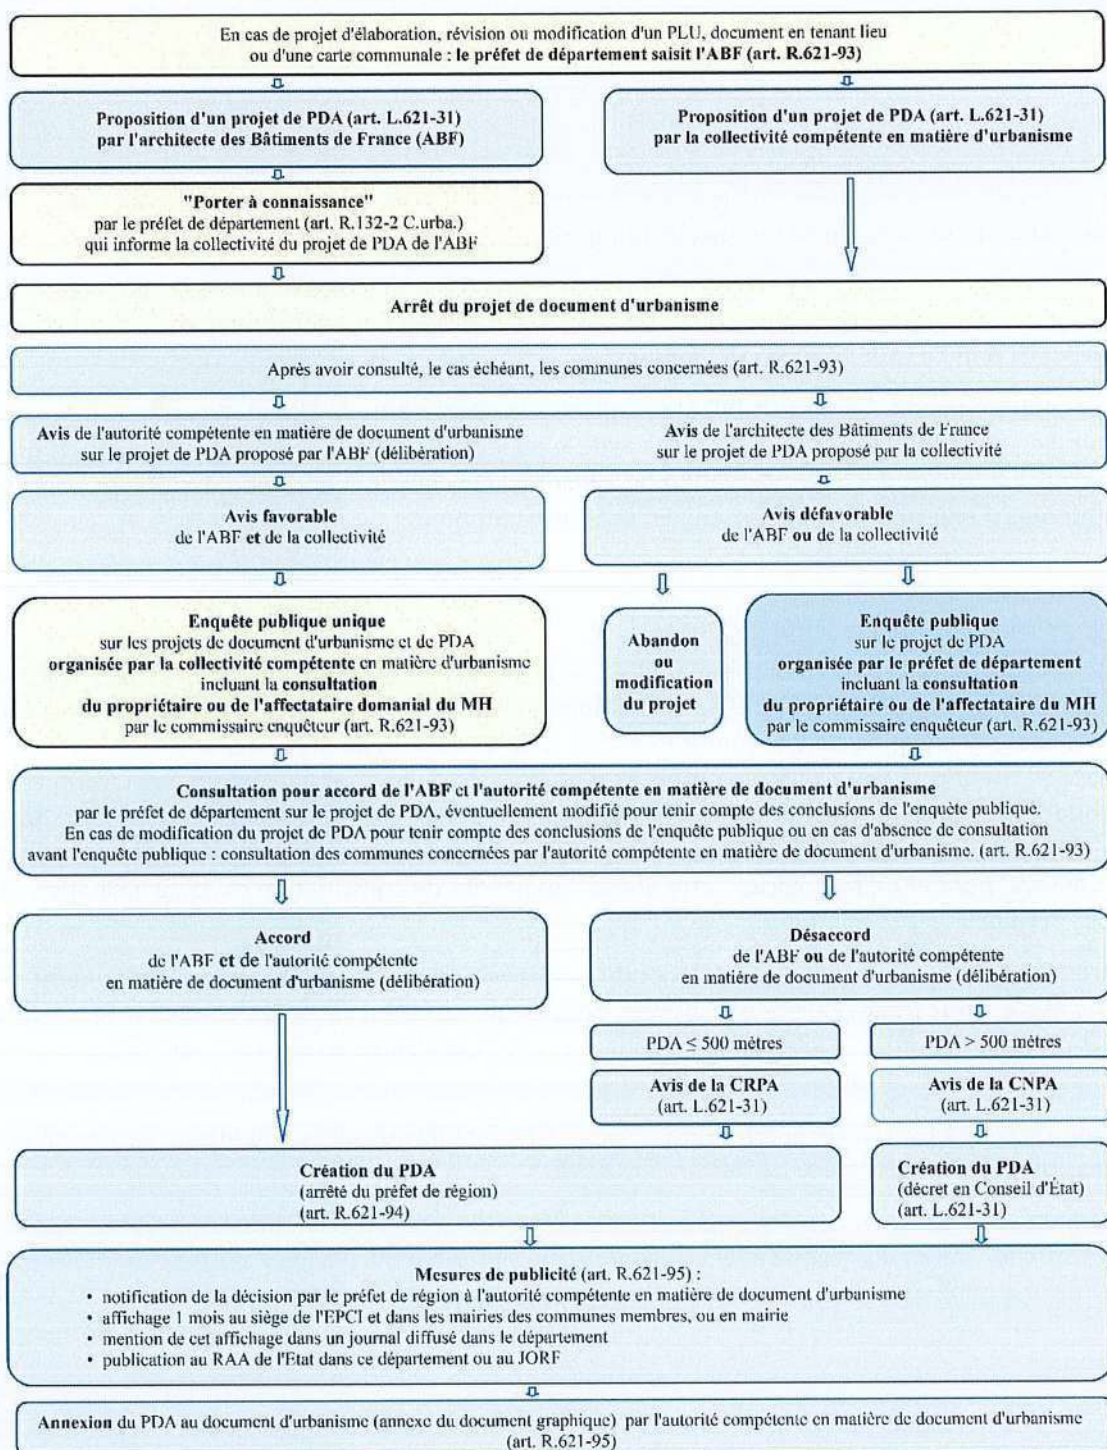 En cas de projet d'élaboration, révision ou modification d'un PLU, document en tenant lieu
ou d'une carte communale : le préfet de département saisit l'ABF (art. R.621-93)
Proposition d'un projet de PDA (art. L.621-31)
par l'architecte des Bâtiments de France (ABF)
Proposition d'un projet de PDA (art. L.621-31)
par la collectivité compétente en matière d'urbanisme
"Porter à connaissance"
par le préfet de département (art. R.132-2 C.urba.)
qui informe la collectivité du projet de PDA de l'ABF
Arrêt du projet de document d'urbanisme
Après avoir consulté, le cas échéant, les communes concernées (art. R.621-93)
Avis de l'autorité compétente en matière de document d'urbanisme
sur le projet de PDA proposé par l'ABF (délibération)
Avis de l'architecte des Bâtiments de France
sur le projet de PDA proposé par la collectivité
Avis favorable
de l'ABF et de la collectivité
Avis défavorable
de l'ABF ou de la collectivité
Enquête publique unique
sur les projets de document d'urbanisme et de PDA
organisée par la collectivité compétente en matière d'urbanisme
incluant la consultation
du propriétaire ou de l'affectataire domanial du MH
par le commissaire enquêteur (art. R.621-93)
Abandon
ou
modification
du projet
Enquête publique
sur le projet de PDA
organisée par le préfet de département
incluant la consultation
du propriétaire ou de l'affectataire du MH
par le commissaire enquêteur (art. R.621-93)
Consultation pour accord de l'ABF et l'autorité compétente en matière de document d'urbanisme
par le préfet de département sur le projet de PDA, éventuellement modifié pour tenir compte des conclusions de l'enquête publique.
En cas de modification du projet de PDA pour tenir compte des conclusions de l'enquête publique ou en cas d'absence de consultation
avant l'enquête publique : consultation des communes concernées par l'autorité compétente en matière de document d'urbanisme. (art. R.621-93)
Accord
de l'ABF et de l'autorité compétente
en matière de document d'urbanisme (délibération)
Désaccord
de l'ABF ou de l'autorité compétente
en matière de document d'urbanisme (délibération)
PDA ≤ 500 mètres
PDA > 500 mètres
Avis de la CRPA
(art. L.621-31)
Avis de la CNPA
(art. L.621-31)
Création du PDA
(arrêté du préfet de région)
(art. R.621-94)
Création du PDA
(décret en Conseil d'État)
(art. L.621-31)
Mesures de publicité (art. R.621-95) :
• notification de la décision par le préfet de région à l'autorité compétente en matière de document d'urbanisme
• affichage 1 mois au siège de l'EPCI et dans les mairies des communes membres, ou en mairie
• mention de cet affichage dans un journal diffusé dans le département
• publication au RAA de l'Etat dans ce département ou au JORF
Annexion du PDA au document d'urbanisme (annexe du document graphique) par l'autorité compétente en matière de document d'urbanisme
(art. R.621-95)